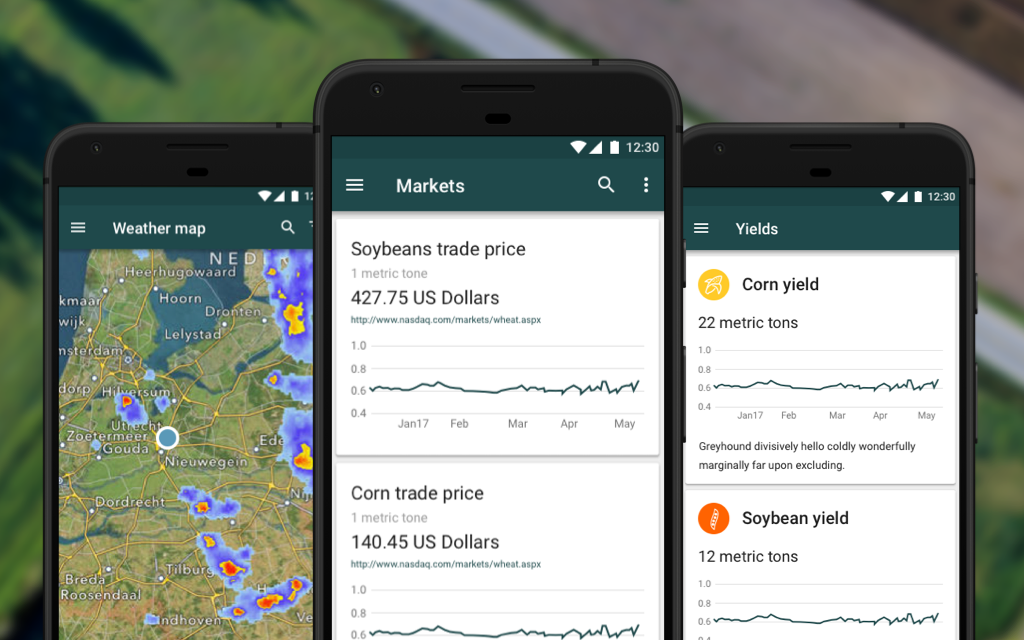 12:30
Weather map
NED
Heerhugowaard
Hoorn
kmaar
Dronten
wijk
Lelystad
msterdam
dorp
Hilversum
Utrecht
Zoetermeer
Ede
Gouda
Nieuwegein
Dordrecht
Breda
Tilburg
Roosendaal
12:30
Markets
Soybeans trade price
1 metric tone
427.75 US Dollars
http://www.nasdaq.com/markets/wheat.aspx
1.0
0.8
0.6
0.4
Jan17 Feb Mar Apr May
Corn trade price
1 metric tone
140.45 US Dollars
http://www.nasdaq.com/markets/wheat.aspx
1.0
0.8
0.6
12:30
Yields
Corn yield
22 metric tons
1.0
0.8
0.6
0.4
Jan17 Feb Mar Apr May
Greyhound divisively hello coldly wonderfully
marginally far upon excluding.
Soybean yield
12 metric tons
1.0
0.8
0.6